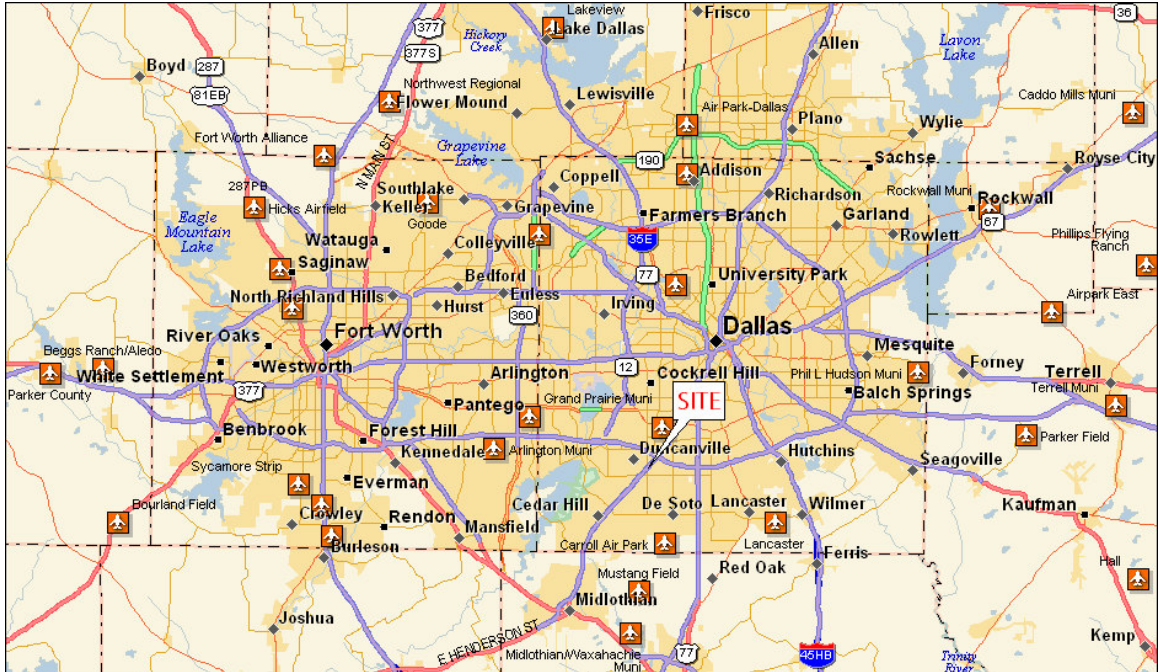 Lakeview
Frisco
36
377
Hickory
Creek
Lake Dallas
377S
Allen
Lavon
Lake
Boyd
287
Northwest Regional
81EB
Flower Mound
Lewisville
Air Park-Dallas
Caddo Mills Muni
Plano
Wylie
Fort Worth Alliance
N MAIN ST
Grapevine
Lake
190
Sachse
Royse City
Coppell
Addison
287PB
Southlake
Keller
Richardson
Rockwall Muni
Rockwall
Hicks Airfield
Goode
Grapevine
Farmers Branch
Garland
67
Eagle
Mountain
Lake
Watauga
Colleyville
35E
Rowlett
Phillips Flying
Ranch
Saginaw
Bedford
77
University Park
North Richland Hills
Hurst
Euless
Irving
Airpark East
360
River Oaks
Fort Worth
Dallas
Beggs Ranch/Aledo
Westworth
12
Mesquite
White Settlement
Arlington
Cockrell Hill
Phil L Hudson Muni
Forney
Terrell
Parker County
377
Terrell Muni
Pantego
Grand Prairie Muni
SITE
Balch Springs
Benbrook
Forest Hill
Parker Field
Kennedale
Arlington Muni
Duncanville
Hutchins
Seagoville
Sycamore Strip
Everman
Bourland Field
Cedar Hill
De Soto
Lancaster
Wilmer
Kaufman
Crowley
Rendon
Mansfield
Burleson
Carroll Air Park
Lancaster
Ferris
Mustang Field
Red Oak
Hall
Midlothian
Joshua
E HENDERSON ST
Kemp
77
45HB
Midlothian/Waxahachie
Muni
Trinity
River